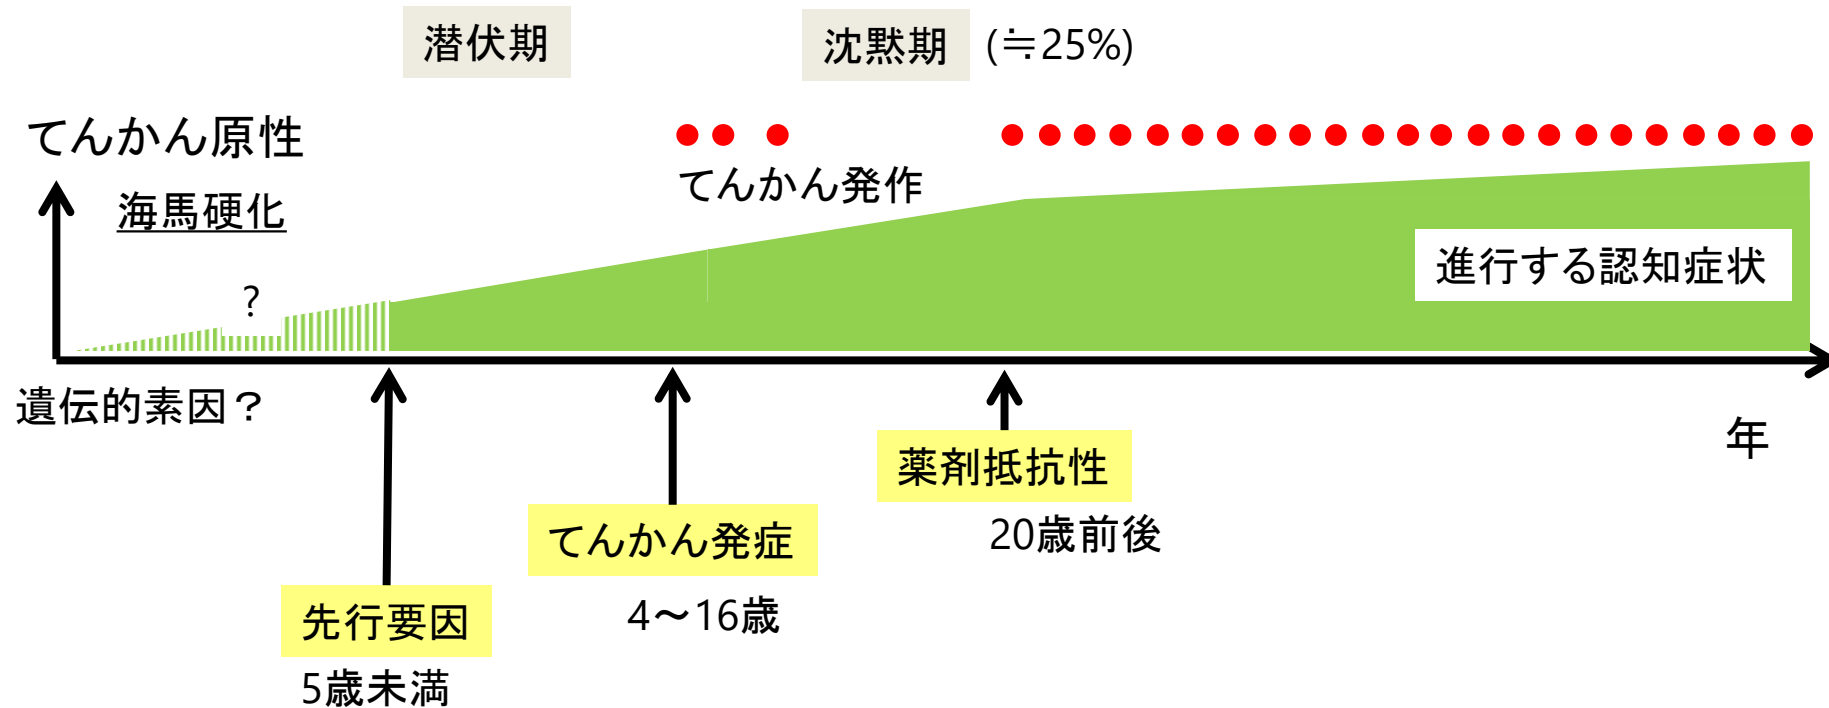 潜伏期
沈黙期 (≒25%)
てんかん原性
てんかん発作
海馬硬化
進行する認知症状
?
遺伝的素因？
年
薬剤抵抗性
20歳前後
てんかん発症
4～16歳
先行要因
5歳未満